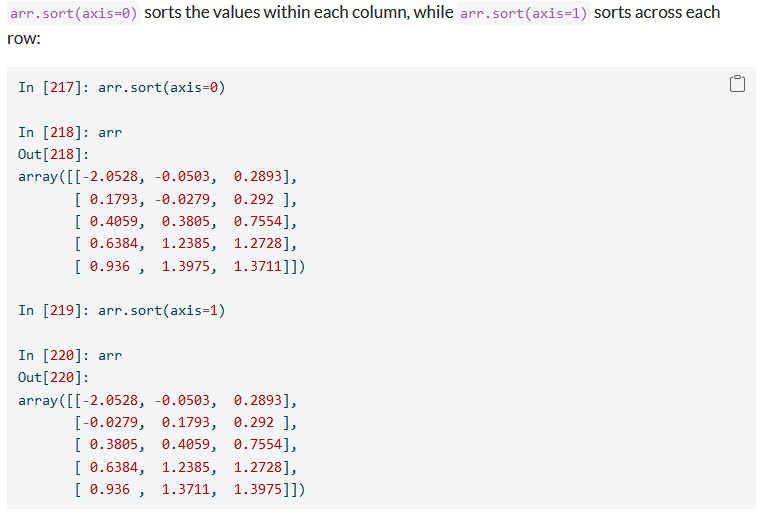 arr.sort(axis=0) sorts the values within each column, while arr.sort(axis=1) sorts across each
row:
In [217]: arr.sort(axis=0)
In [218]: arr
Out[218]:
array([[-2.0528, -0.0503,  0.2893],
       [ 0.1793, -0.0279,  0.292 ],
       [ 0.4059,  0.3805,  0.7554],
       [ 0.6384,  1.2385,  1.2728],
       [ 0.936 ,  1.3975,  1.3711]])
In [219]: arr.sort(axis=1)
In [220]: arr
Out[220]:
array([[-2.0528, -0.0503,  0.2893],
       [-0.0279,  0.1793,  0.292 ],
       [ 0.3805,  0.4059,  0.7554],
       [ 0.6384,  1.2385,  1.2728],
       [ 0.936 ,  1.3711,  1.3975]])